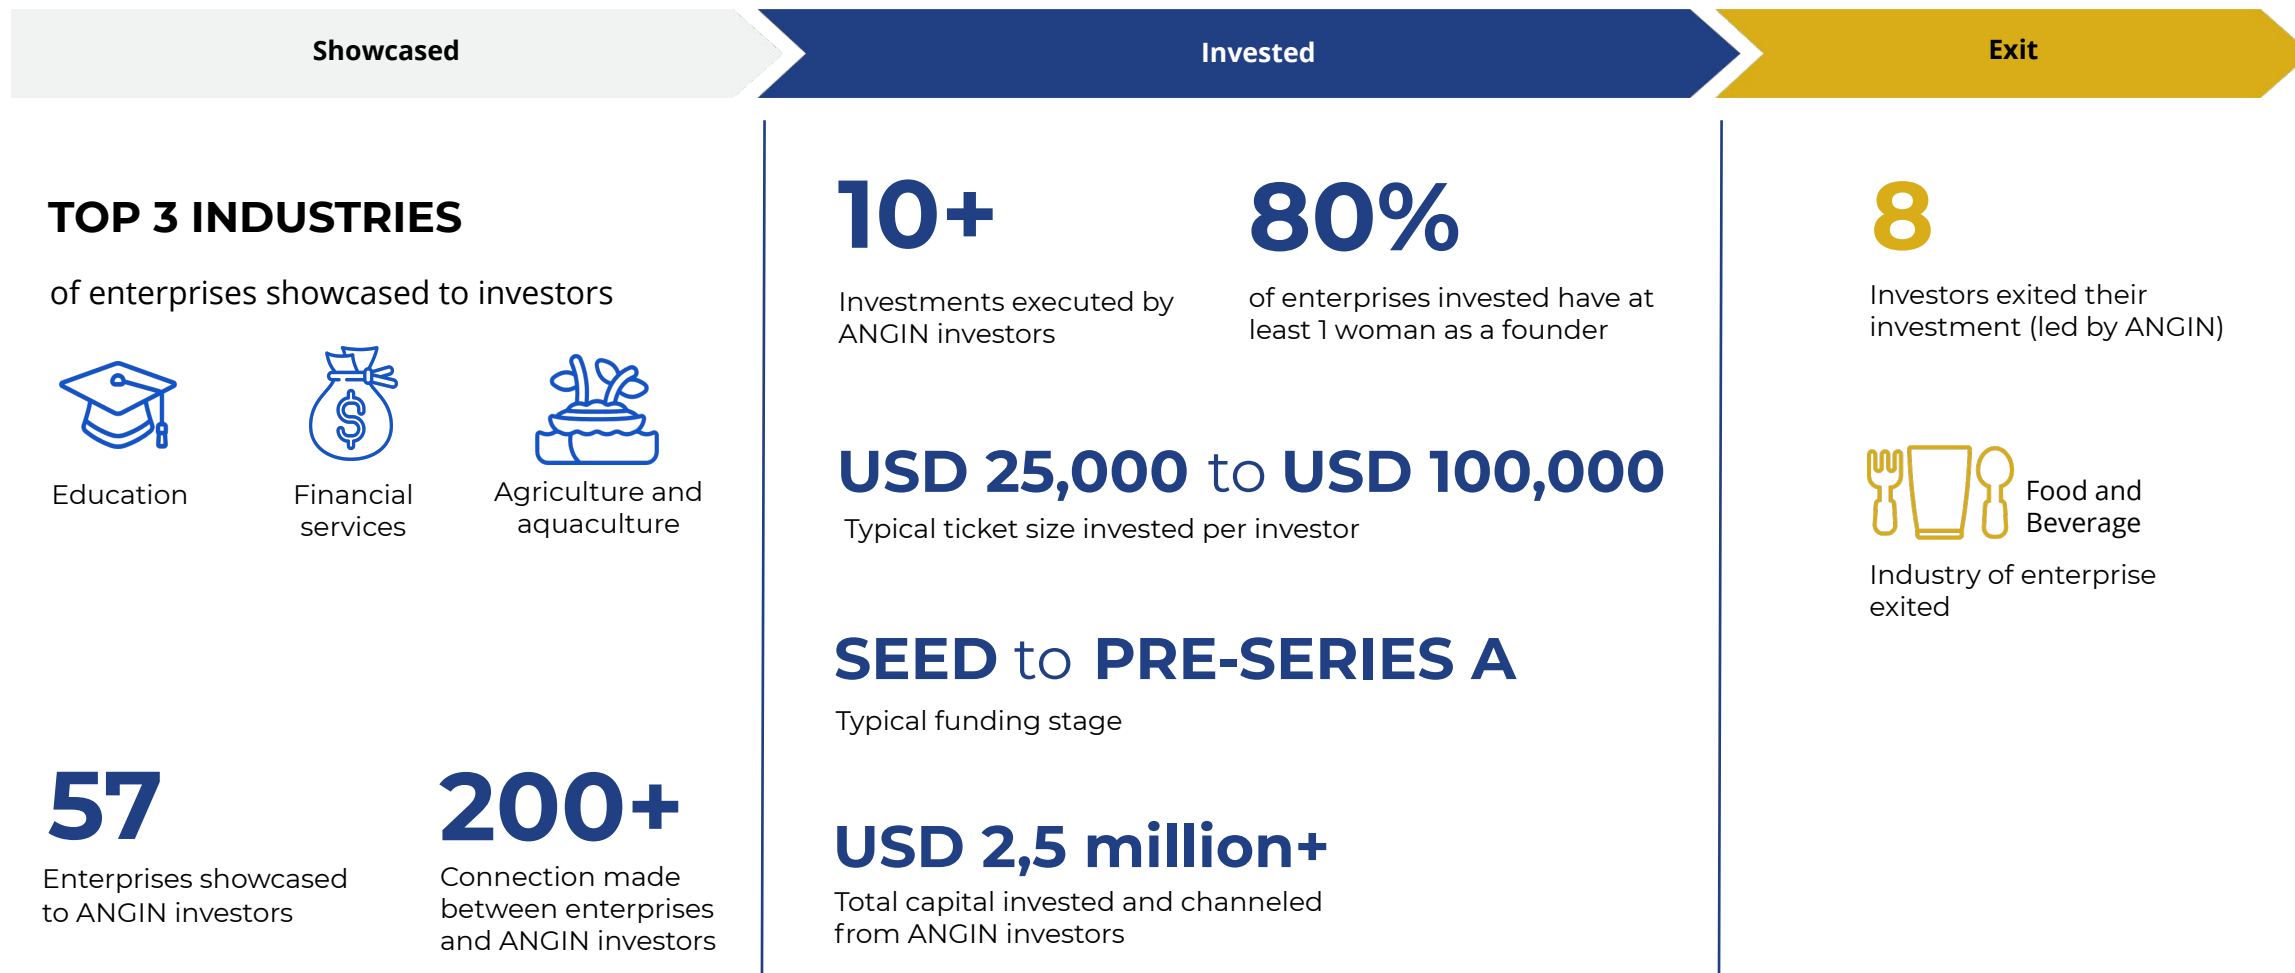 Showcased
Invested
Exit
TOP 3 INDUSTRIES
of enterprises showcased to investors
Education
Financial
services
Agriculture and
aquaculture
57
Enterprises showcased
to ANGIN investors
200+
Connection made
between enterprises
and ANGIN investors
10+
Investments executed by
ANGIN investors
80%
of enterprises invested have at
least 1 woman as a founder
USD 25,000 to USD 100,000
Typical ticket size invested per investor
SEED to PRE-SERIES A
Typical funding stage
USD 2,5 million+
Total capital invested and channeled
from ANGIN investors
8
Investors exited their
investment (led by ANGIN)
$
Food and
Beverage
Industry of enterprise
exited